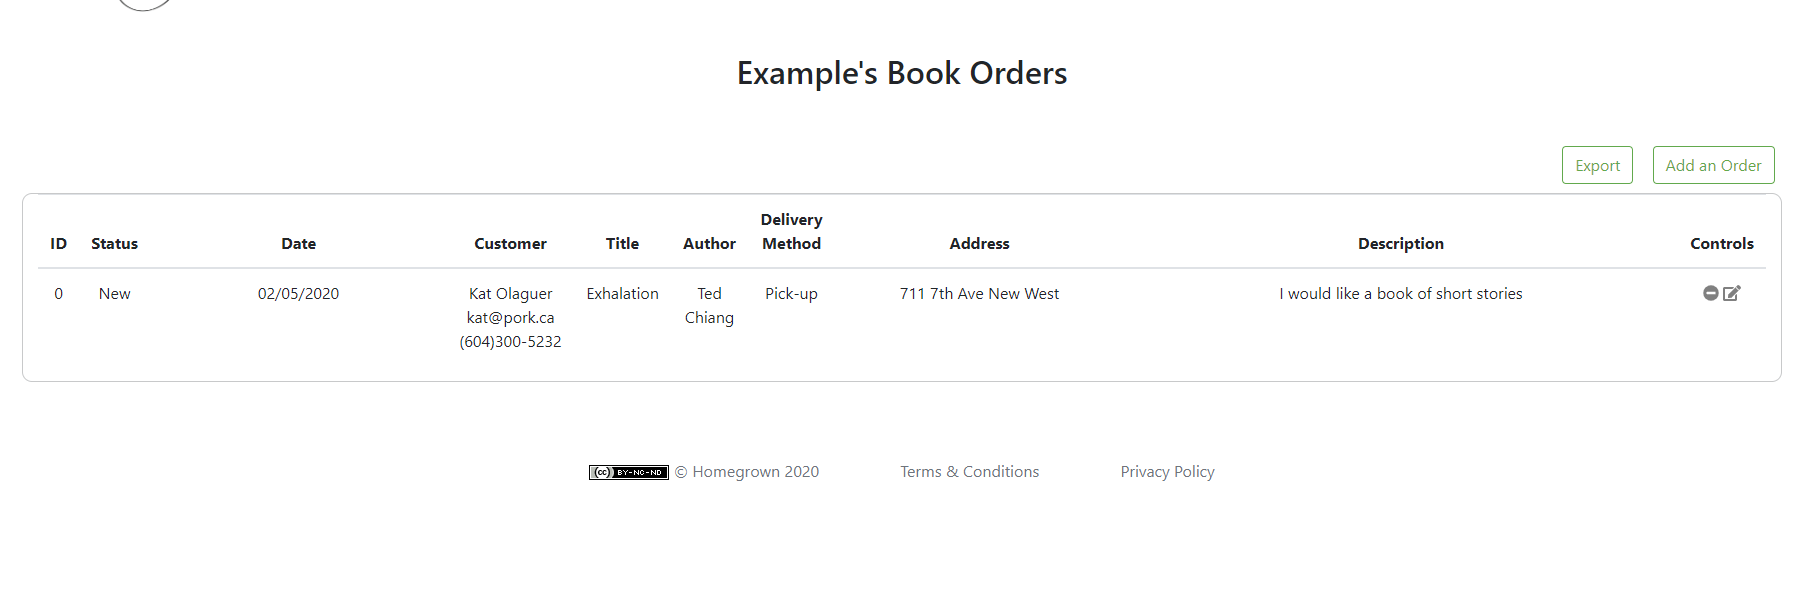 Example's Book Orders
Export Add an Order
ID Status Date Customer Title Author Delivery Method Address Description Controls
0 New 02/05/2020 Kat Olaguer Exhalation Ted Pick-up 711 7th Ave New West I would like a book of short stories
kat@pork.ca Chiang
(604)300-5232
(cc) BY-NC-ND © Homegrown 2020 Terms & Conditions Privacy Policy